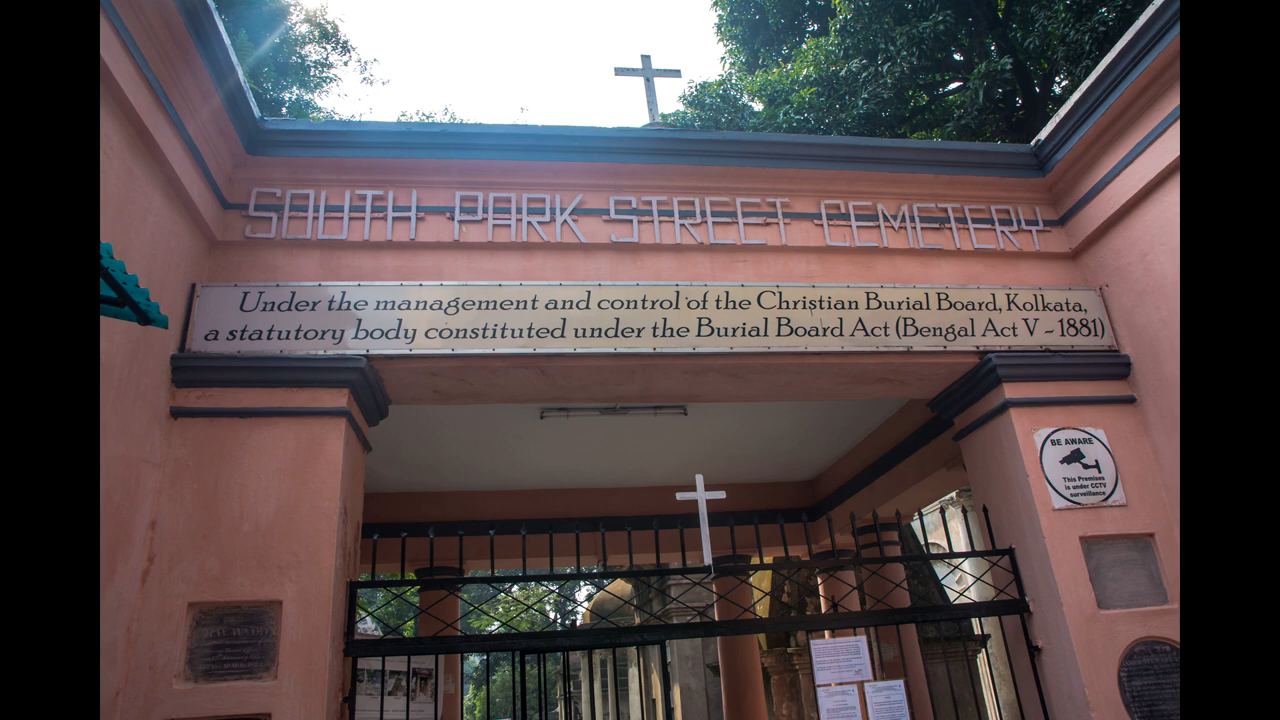 SOUTH PARK STREET CEMETERY
Under the management and control of the Christian Burial Board, Kolkata,
a statutory body constituted under the Burial Board Act (Bengal Act V - 1881)
BE AWARE
This Premises
is under CCTV
surveillance